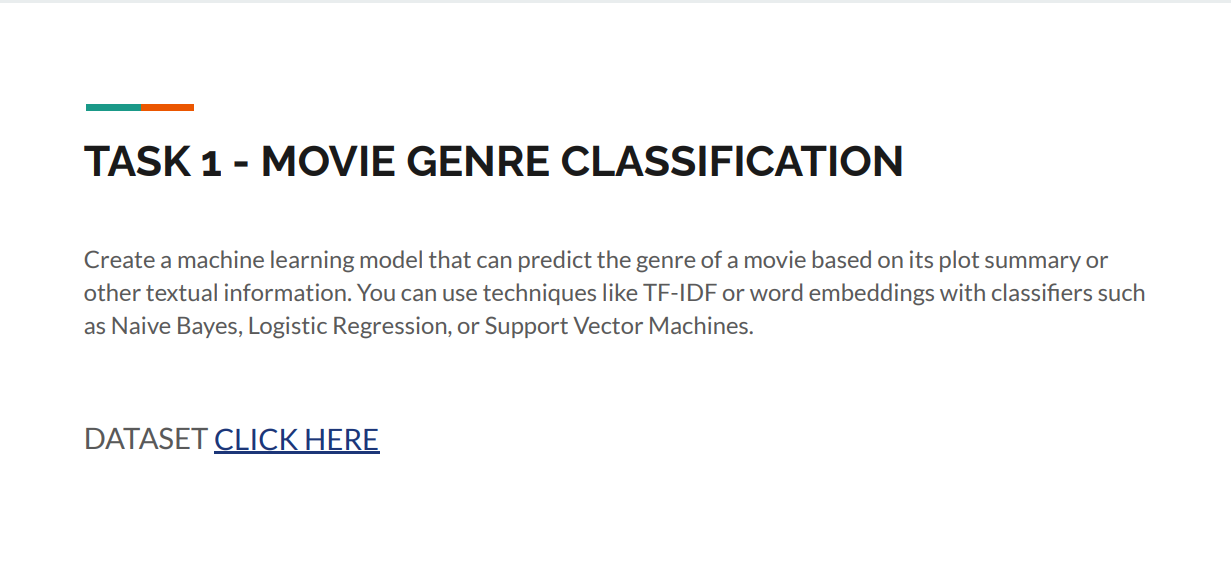 TASK 1 - MOVIE GENRE CLASSIFICATION
Create a machine learning model that can predict the genre of a movie based on its plot summary or
other textual information. You can use techniques like TF-IDF or word embeddings with classifiers such
as Naive Bayes, Logistic Regression, or Support Vector Machines.
DATASET CLICK HERE